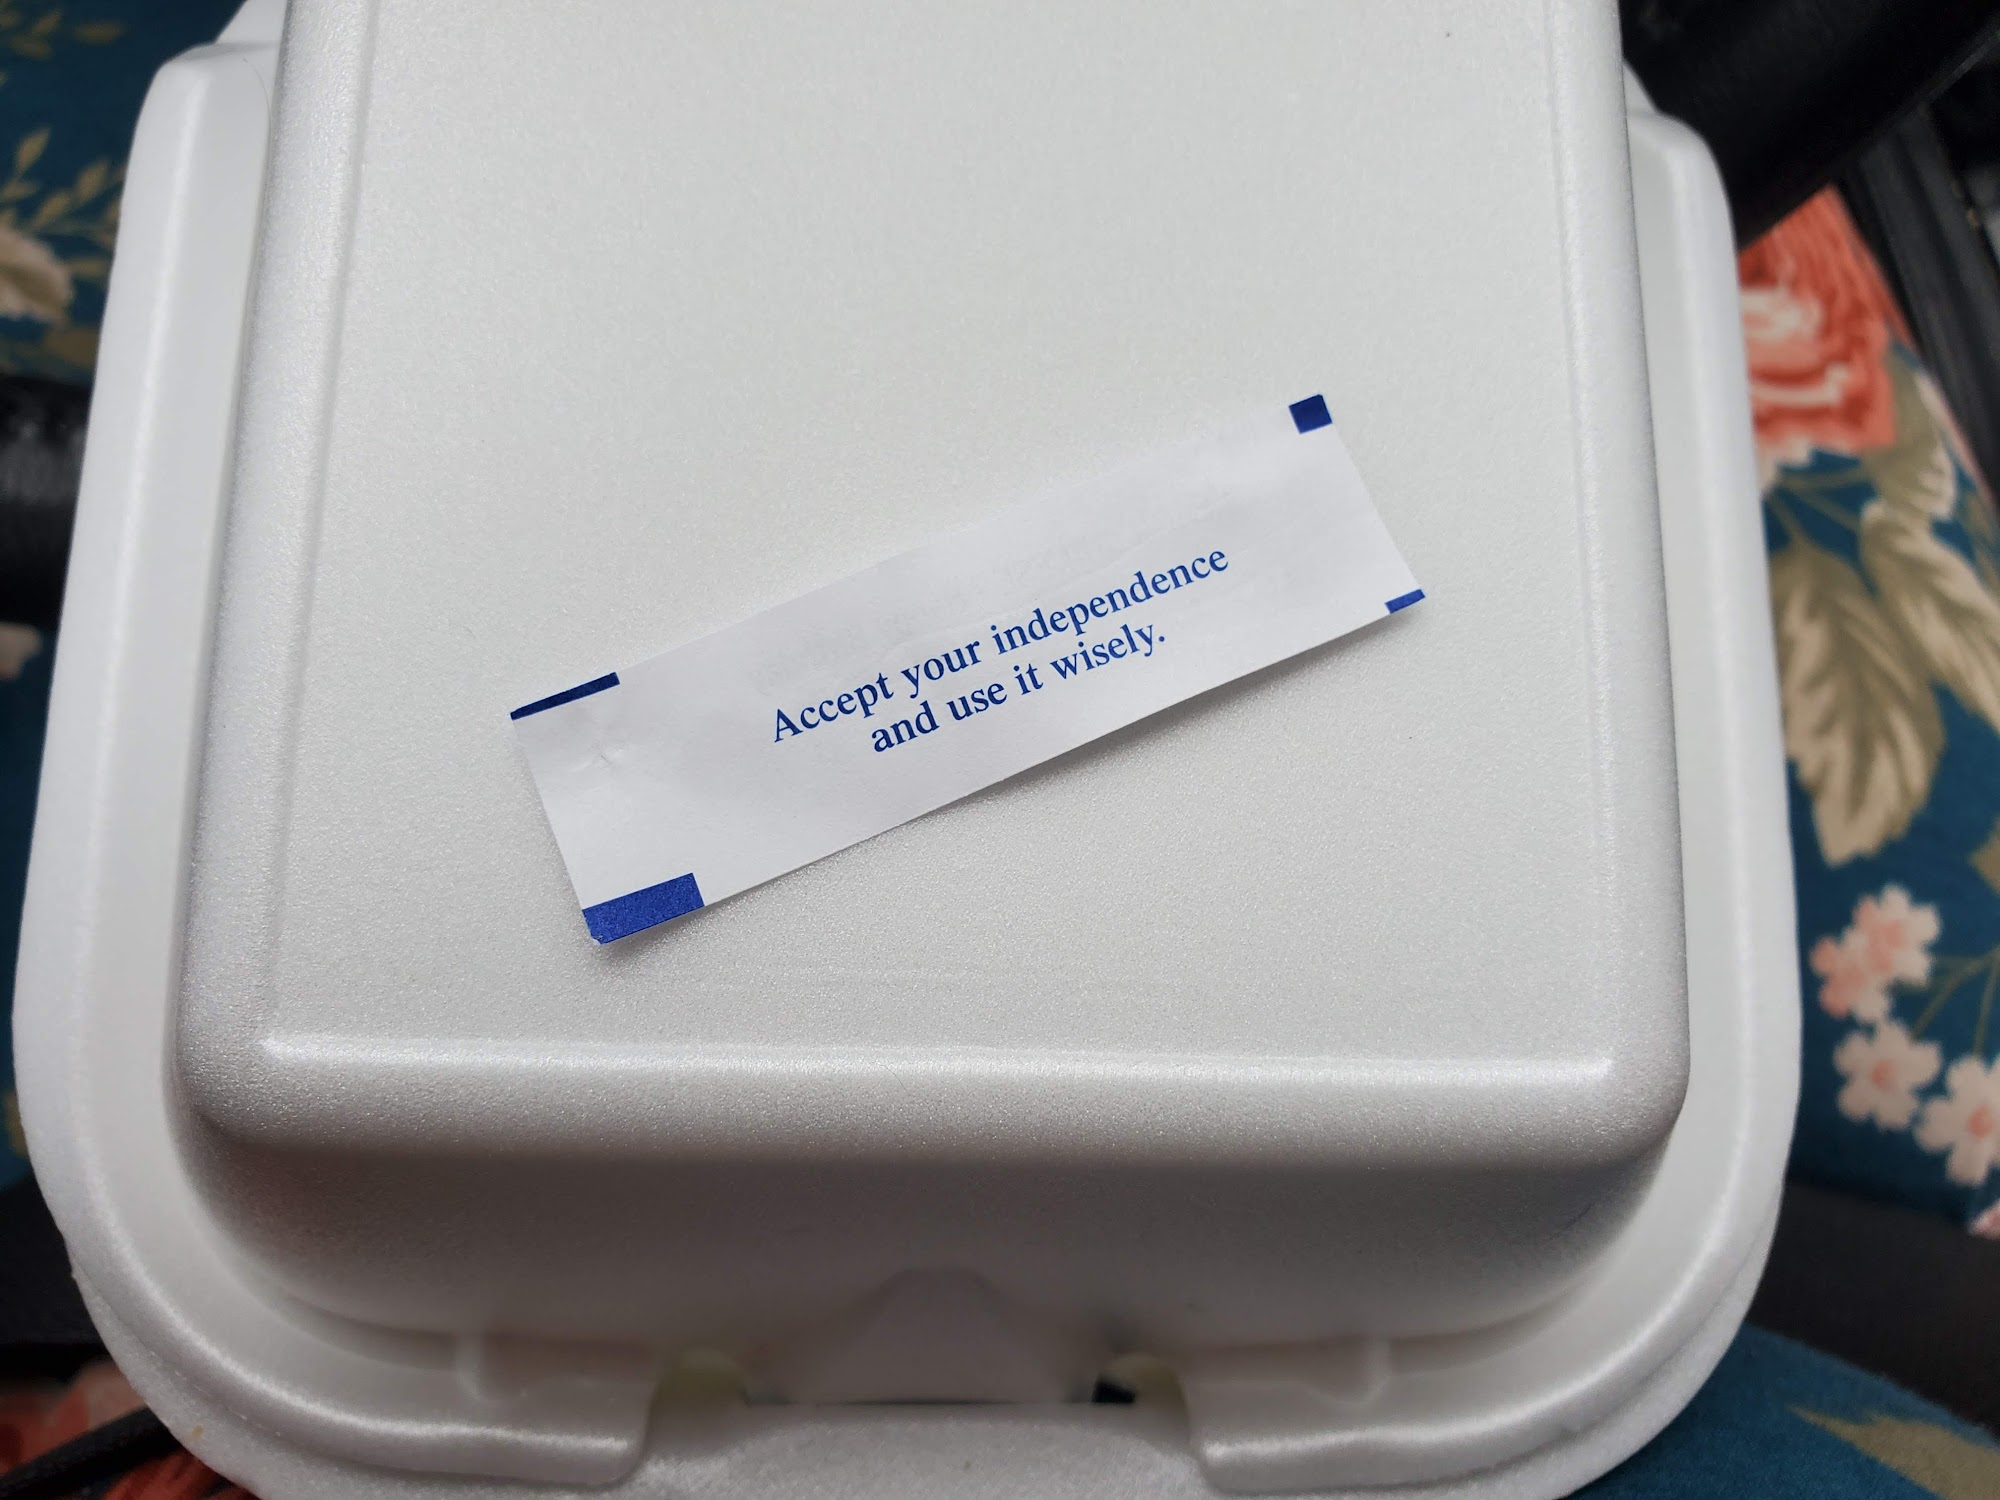 Accept your independence
and use it wisely.